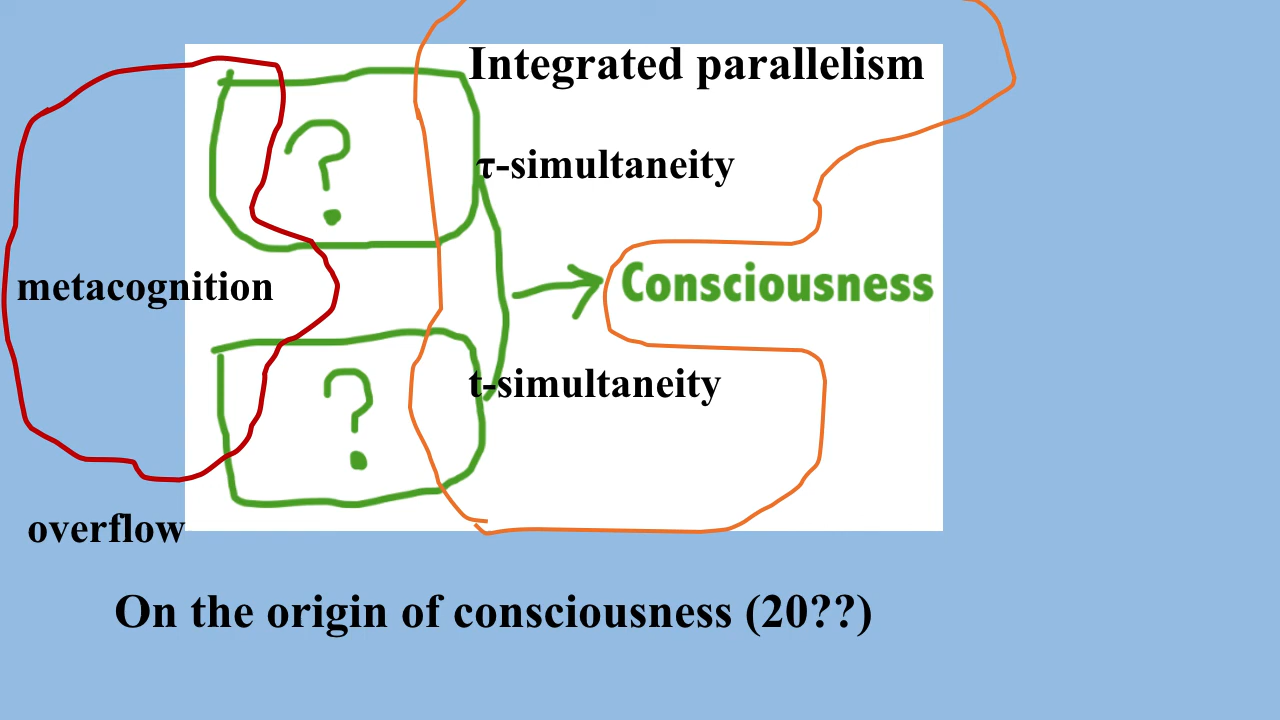 Integrated parallelism
?
τ-simultaneity
metacognition
Consciousness
?
t-simultaneity
overflow
On the origin of consciousness (20??)